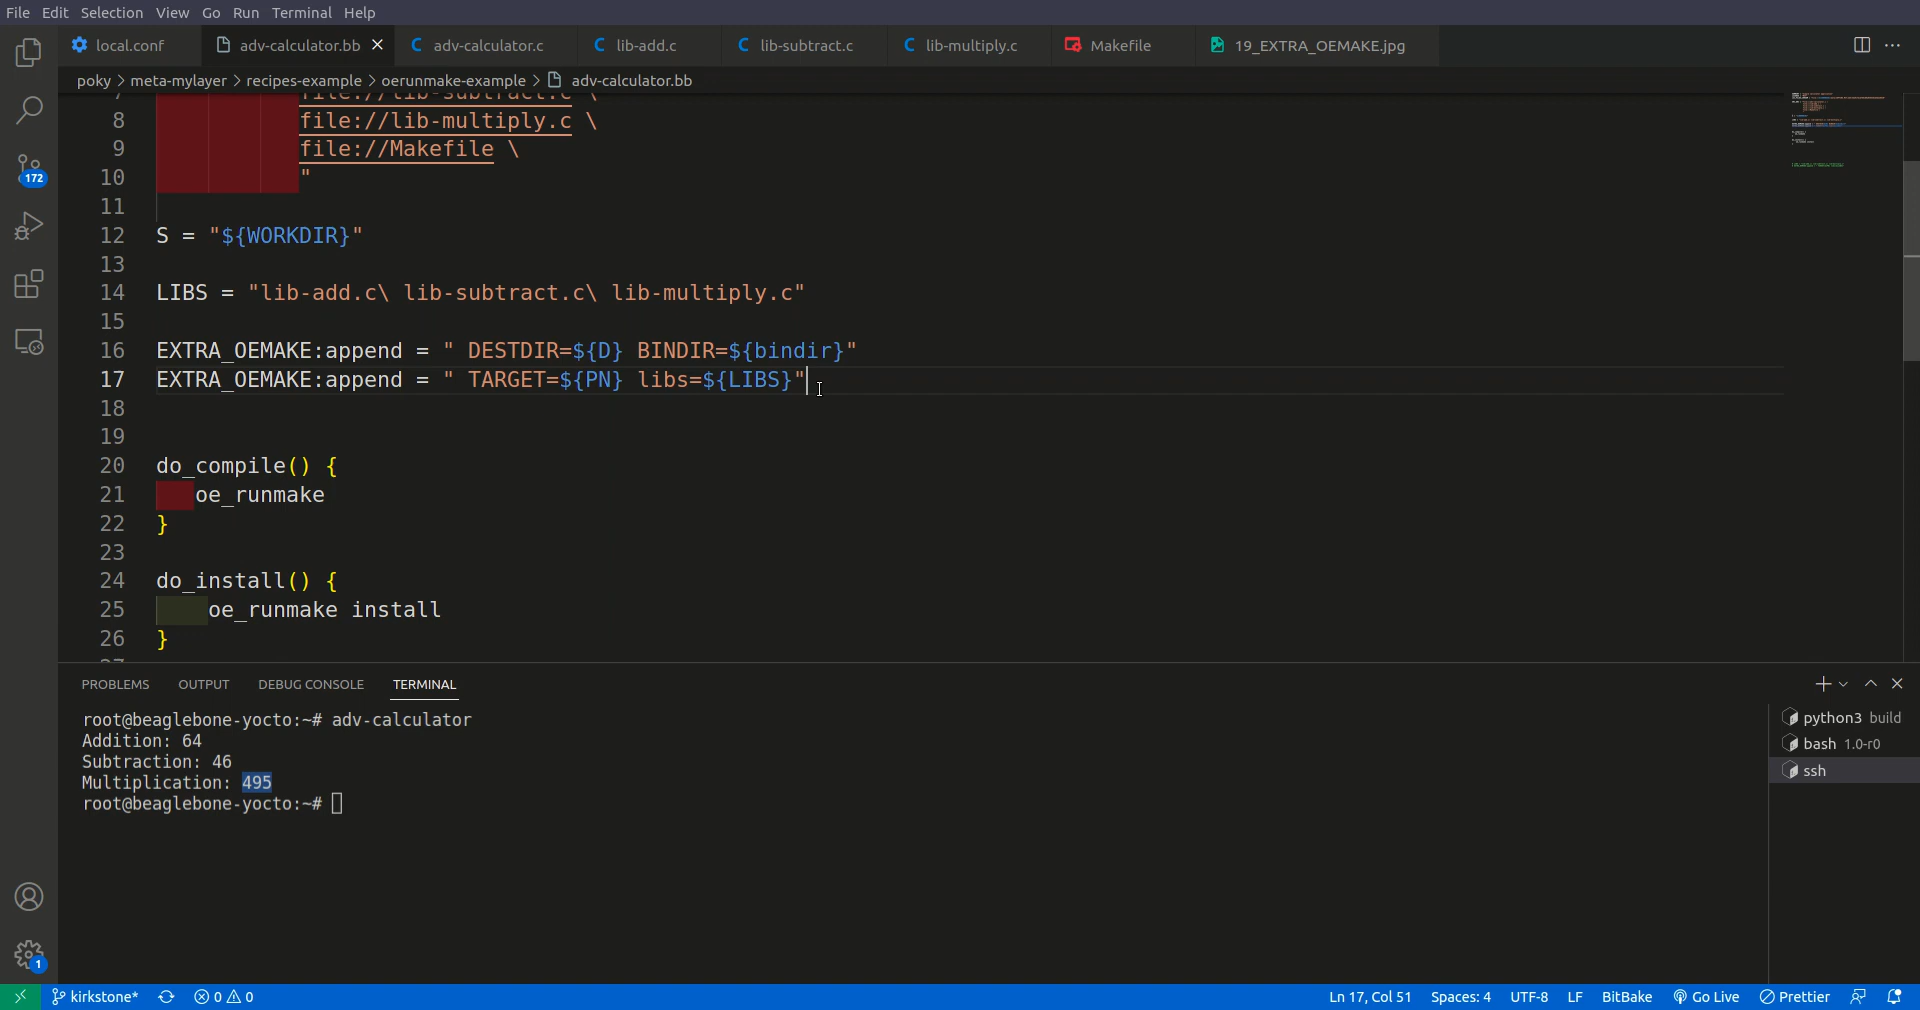 File Edit Selection View Go Run Terminal Help
local.conf adv-calculator.bb adv-calculator.c lib-add.c lib-subtract.c lib-multiply.c Makefile 19_EXTRA_OEMAKE.jpg
poky > meta-mylayer > recipes-example > oerunmake-example > adv-calculator.bb
7 file://lib-subtract.c \
8 file://lib-multiply.c \
9 file://Makefile \
10 "
11
12 S = "${WORKDIR}"
13
14 LIBS = "lib-add.c\ lib-subtract.c\ lib-multiply.c"
15
16 EXTRA_OEMAKE:append = " DESTDIR=${D} BINDIR=${bindir}"
17 EXTRA_OEMAKE:append = " TARGET=${PN} libs=${LIBS}"
18
19
20 do_compile() {
21 oe_runmake
22 }
23
24 do_install() {
25 oe_runmake install
26 }
172
1
PROBLEMS OUTPUT DEBUG CONSOLE TERMINAL
root@beaglebone-yocto:~# adv-calculator
Addition: 64
Subtraction: 46
Multiplication: 495
root@beaglebone-yocto:~#
python3 build
bash 1.0-r0
ssh
kirkstone* 0 0 Ln 17, Col 51 Spaces: 4 UTF-8 LF BitBake Go Live Prettier